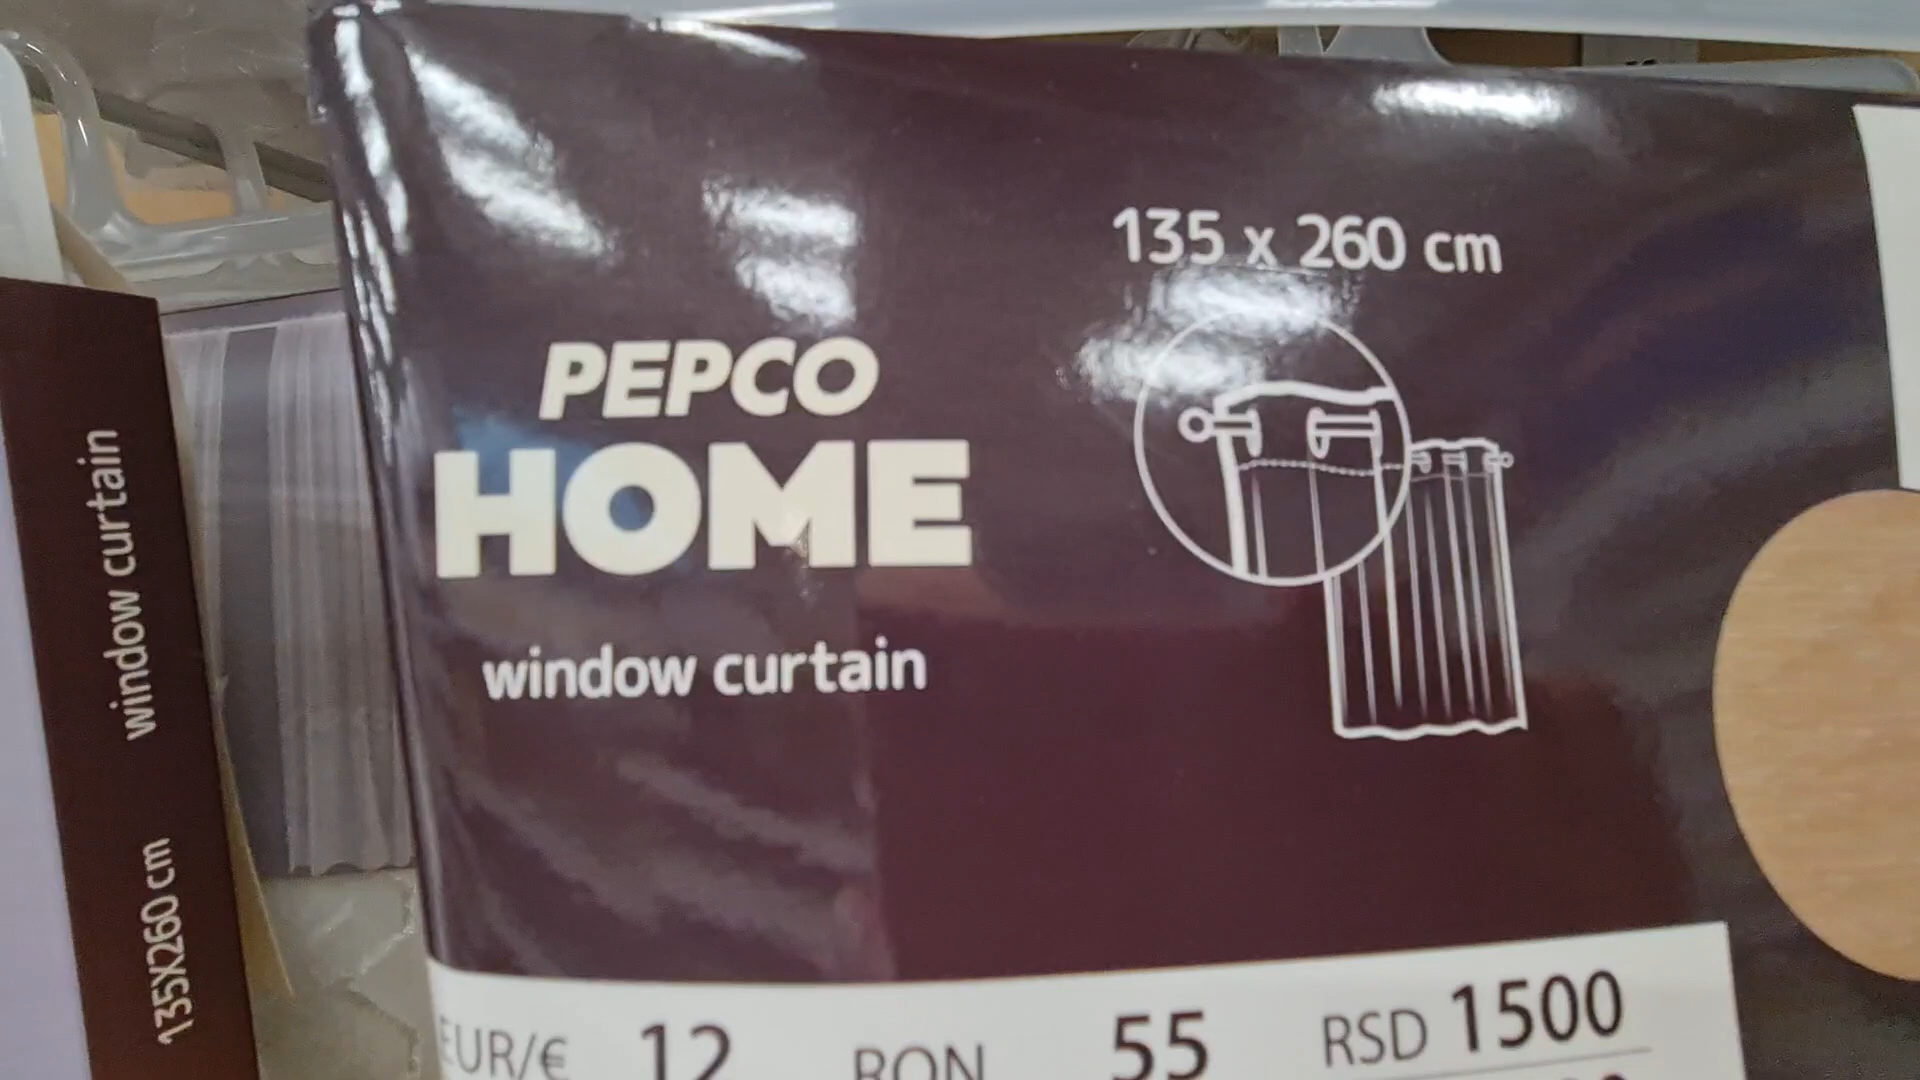 135 x 260 cm
PEPCO
HOME
window curtain
EUR/€ 12 RON 55 RSD 1500
window curtain
135X260 cm